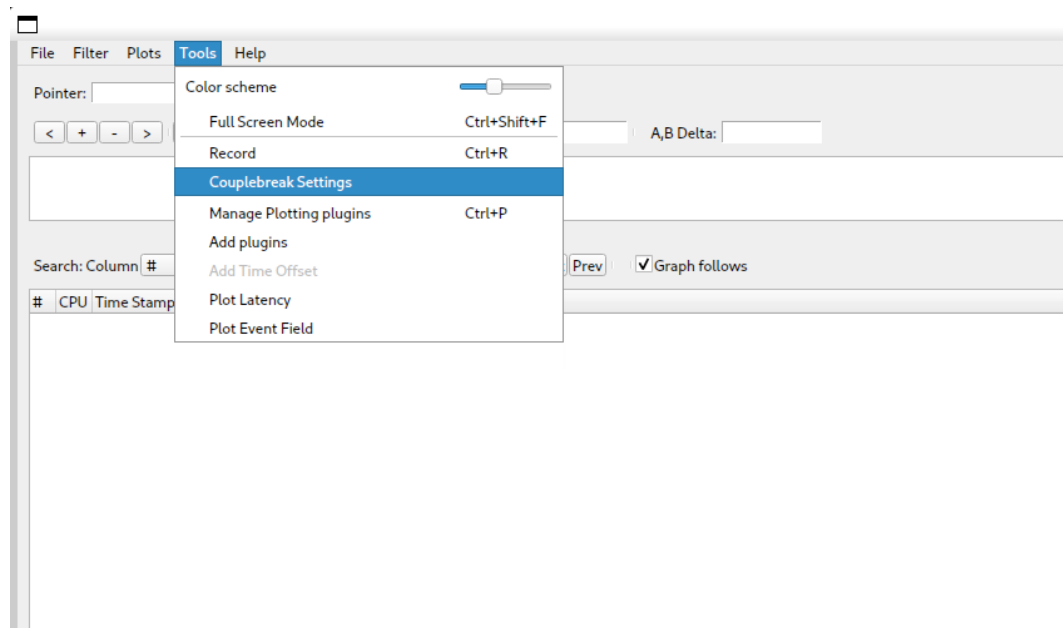 File Filter Plots Tools Help
Pointer:
Color scheme
Full Screen Mode Ctrl+Shift+F
< + - > A,B Delta:
Record Ctrl+R
Couplebreak Settings
Manage Plotting plugins Ctrl+P
Add plugins
Search: Column # Prev Graph follows
Add Time Offset
# CPU Time Stamp
Plot Latency
Plot Event Field